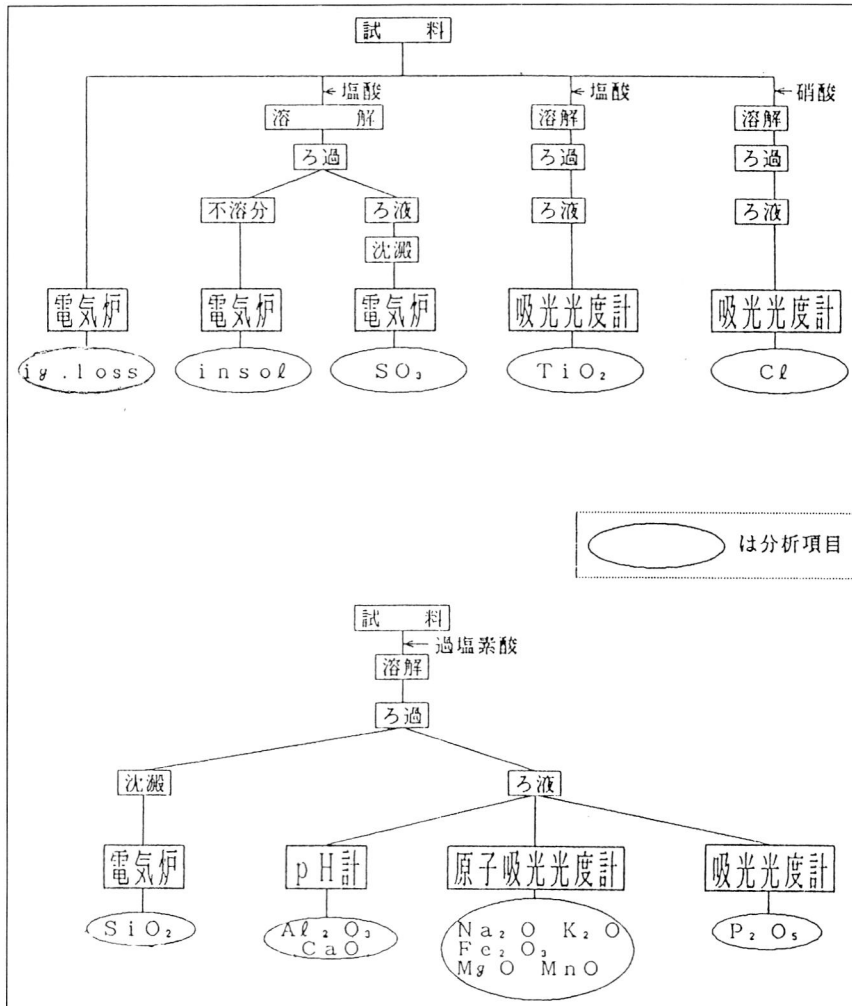 試 料
←塩酸 ←塩酸 ←硝酸
溶 解 溶解 溶解
ろ過 ろ過 ろ過
不溶分 ろ液 ろ液 ろ液
沈澱
電気炉 電気炉 電気炉 吸光光度計 吸光光度計
ig.loss insoℓ SO₃ TiO₂ Cℓ
は分析項目
試 料
←過塩素酸
溶解
ろ過
沈澱 ろ液
電気炉 pH計 原子吸光光度計 吸光光度計
SiO₂ Aℓ₂O₃ Na₂O K₂O P₂O₅
CaO Fe₂O₃
MgO MnO